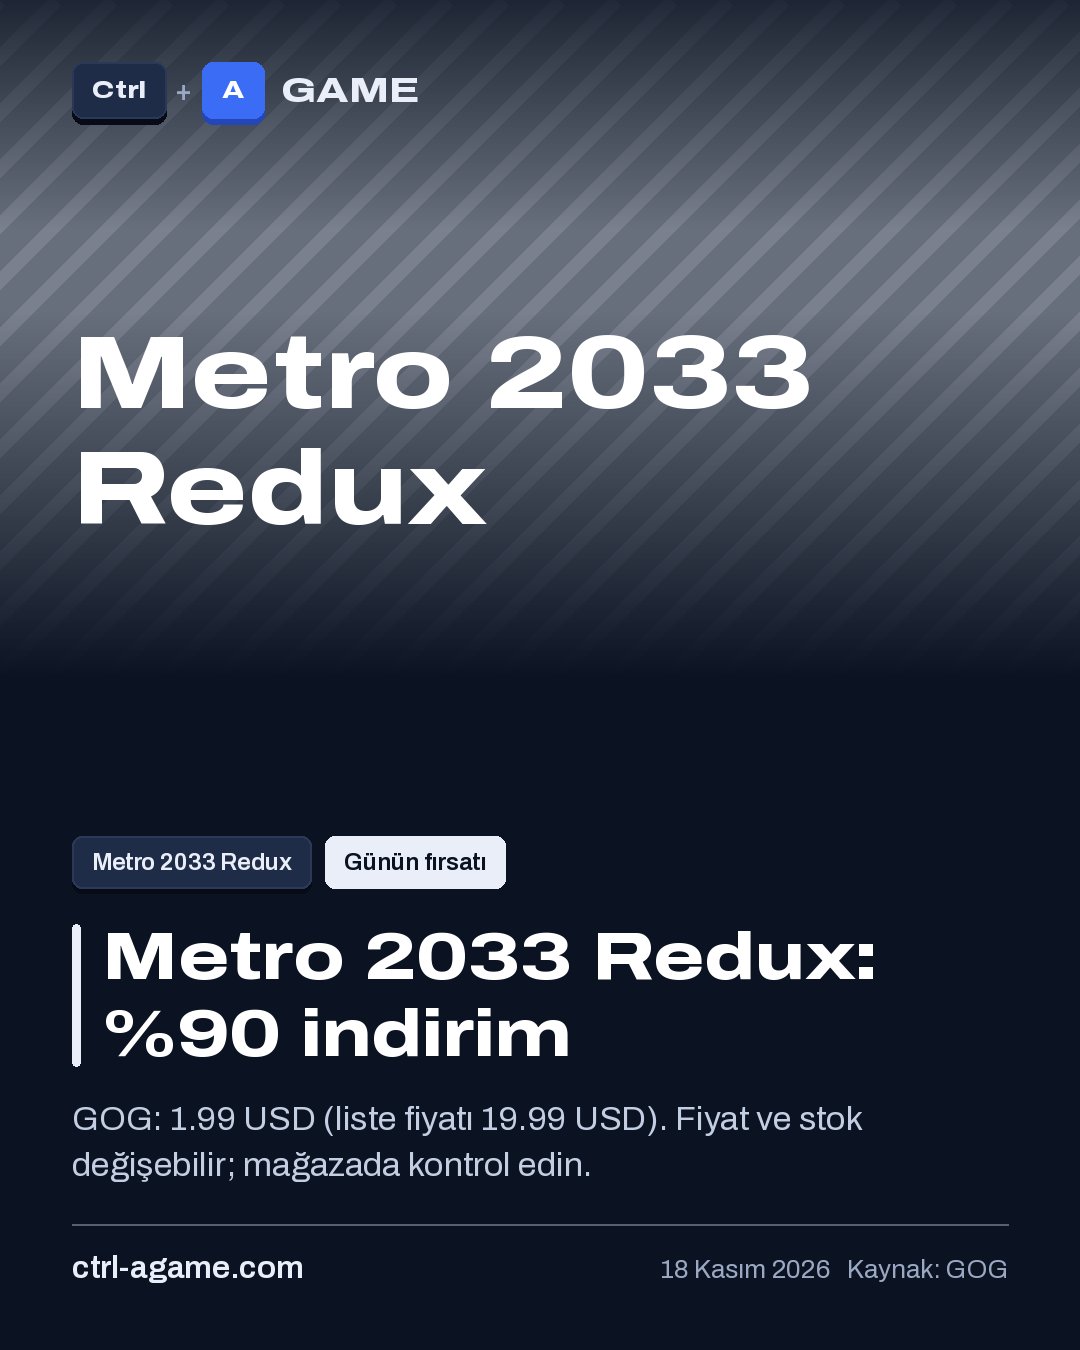 Ctrl + A GAME
Metro 2033
Redux
Metro 2033 Redux Günün fırsatı
Metro 2033 Redux:
%90 indirim
GOG: 1.99 USD (liste fiyatı 19.99 USD). Fiyat ve stok
değişebilir; mağazada kontrol edin.
ctrl-agame.com 18 Kasım 2026 Kaynak: GOG